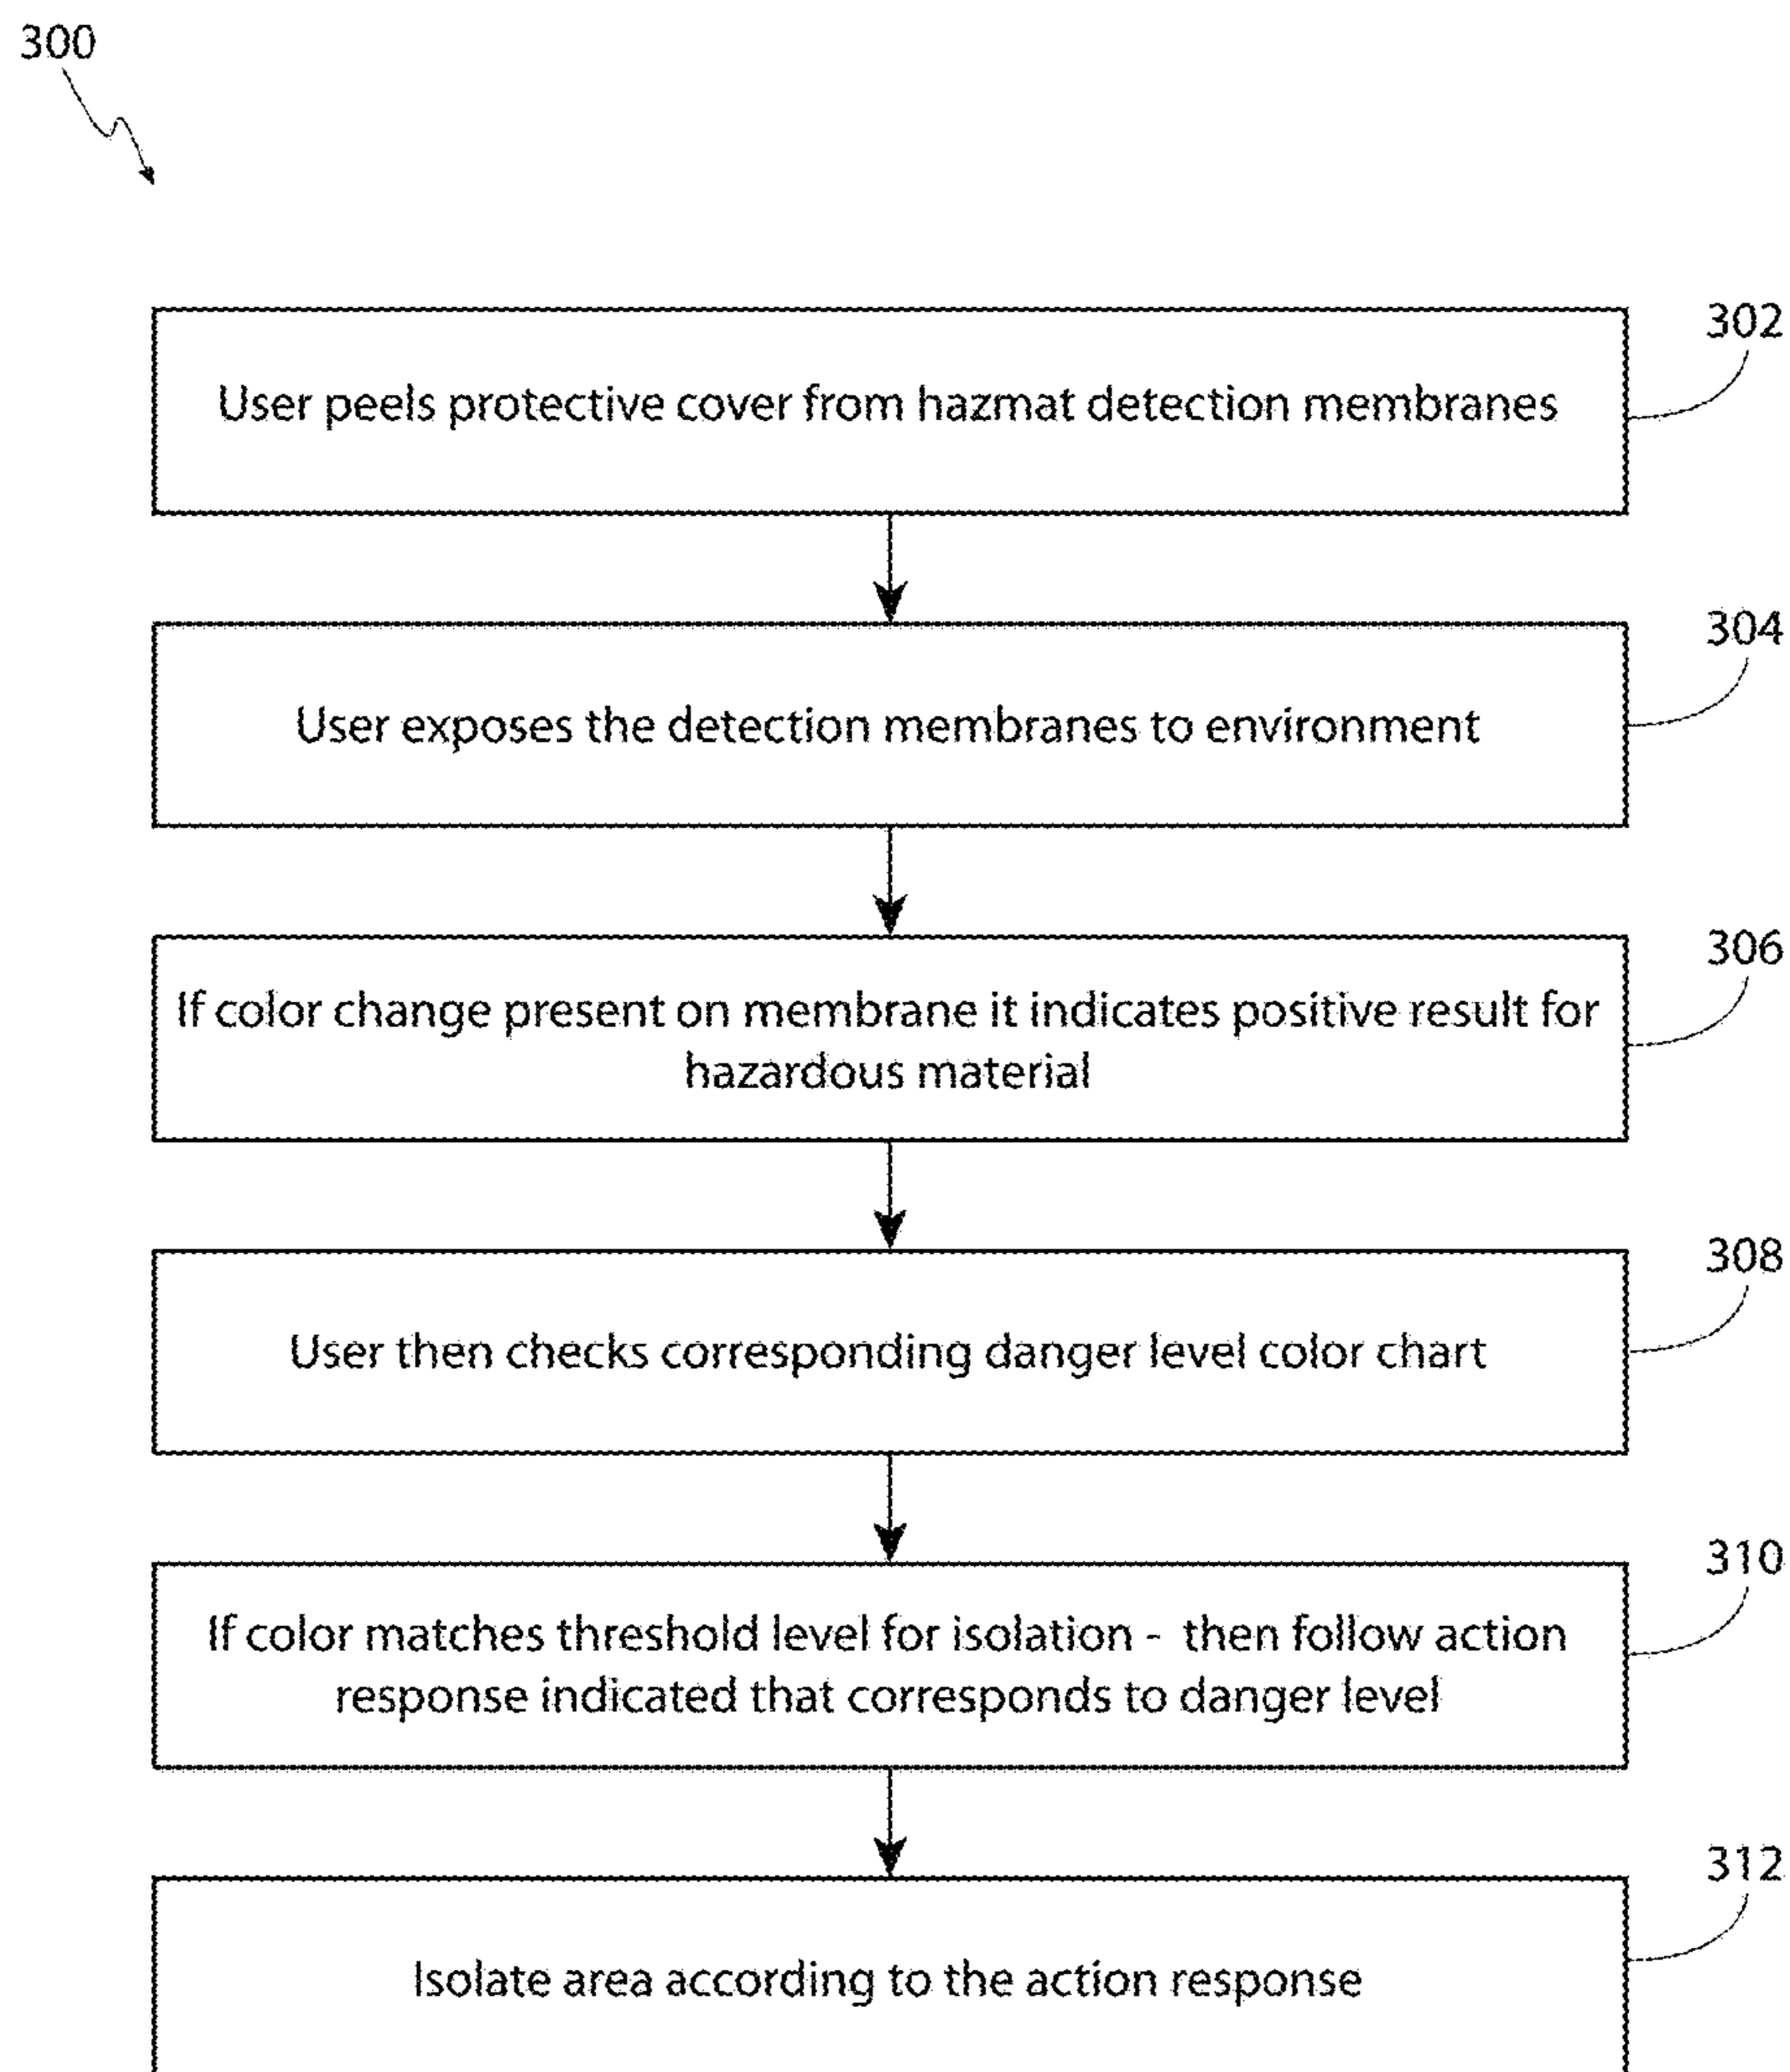 300
302
User peels protective cover from hazmat detection membranes
304
User exposes the detection membranes to environment
306
If color change present on membrane it indicates positive result for
hazardous material
308
User then checks corresponding danger level color chart
310
If color matches threshold level for isolation - then follow action
response indicated that corresponds to danger level
312
Isolate area according to the action response